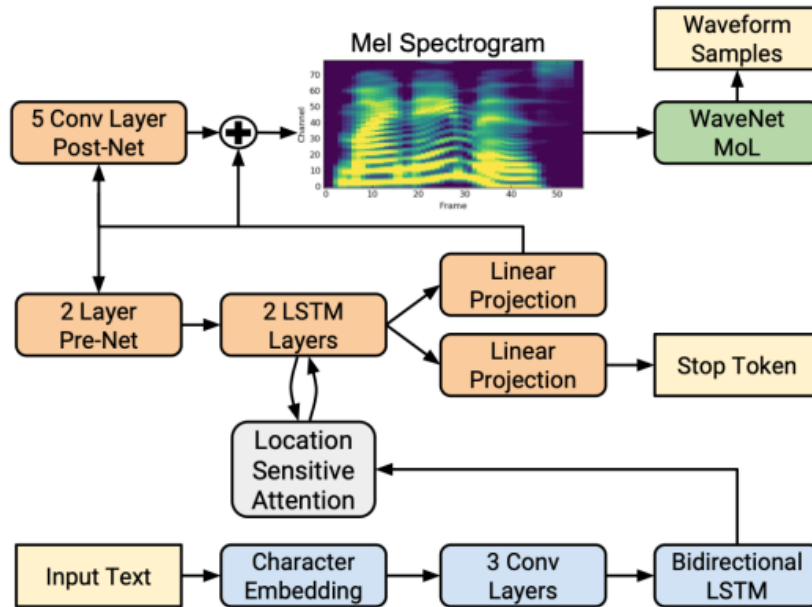 Mel Spectrogram
Waveform
Samples
5 Conv Layer
Post-Net
WaveNet
MoL
Channel
70
60
50
40
30
20
10
0
0 10 20 30 40 50
Frame
2 Layer
Pre-Net
2 LSTM
Layers
Linear
Projection
Linear
Projection
Stop Token
Location
Sensitive
Attention
Input Text
Character
Embedding
3 Conv
Layers
Bidirectional
LSTM